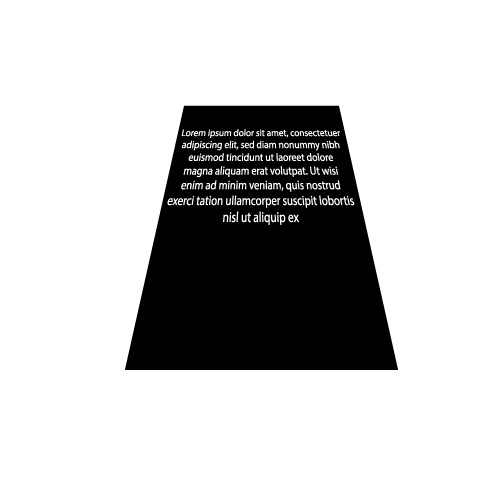 Lorem ipsum dolor sit amet, consectetuer
adipiscing elit, sed diam nonummy nibh
euismod tincidunt ut laoreet dolore
magna aliquam erat volutpat. Ut wisi
enim ad minim veniam, quis nostrud
exerci tation ullamcorper suscipit lobortis
nisl ut aliquip ex